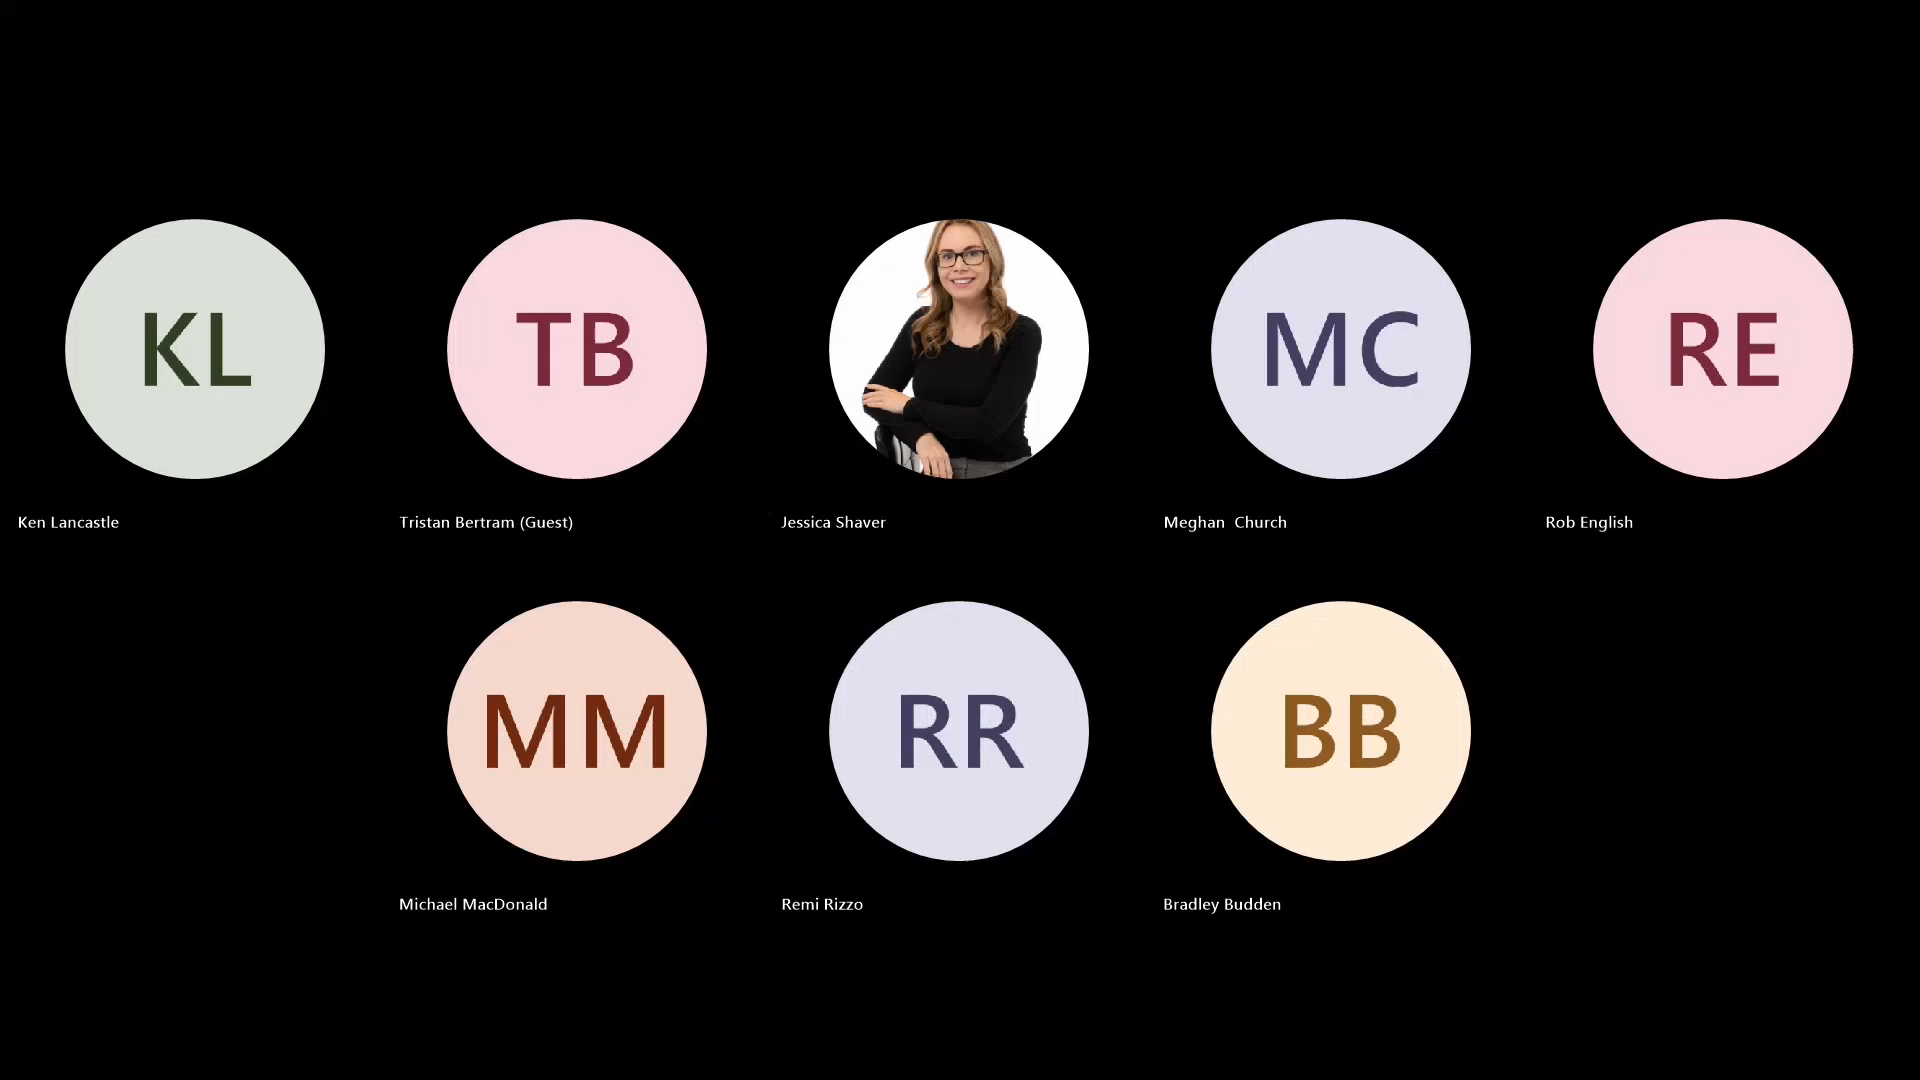 KL
TB
MC
RE
Ken Lancastle
Tristan Bertram (Guest)
Jessica Shaver
Meghan  Church
Rob English
MM
RR
BB
Michael MacDonald
Remi Rizzo
Bradley Budden